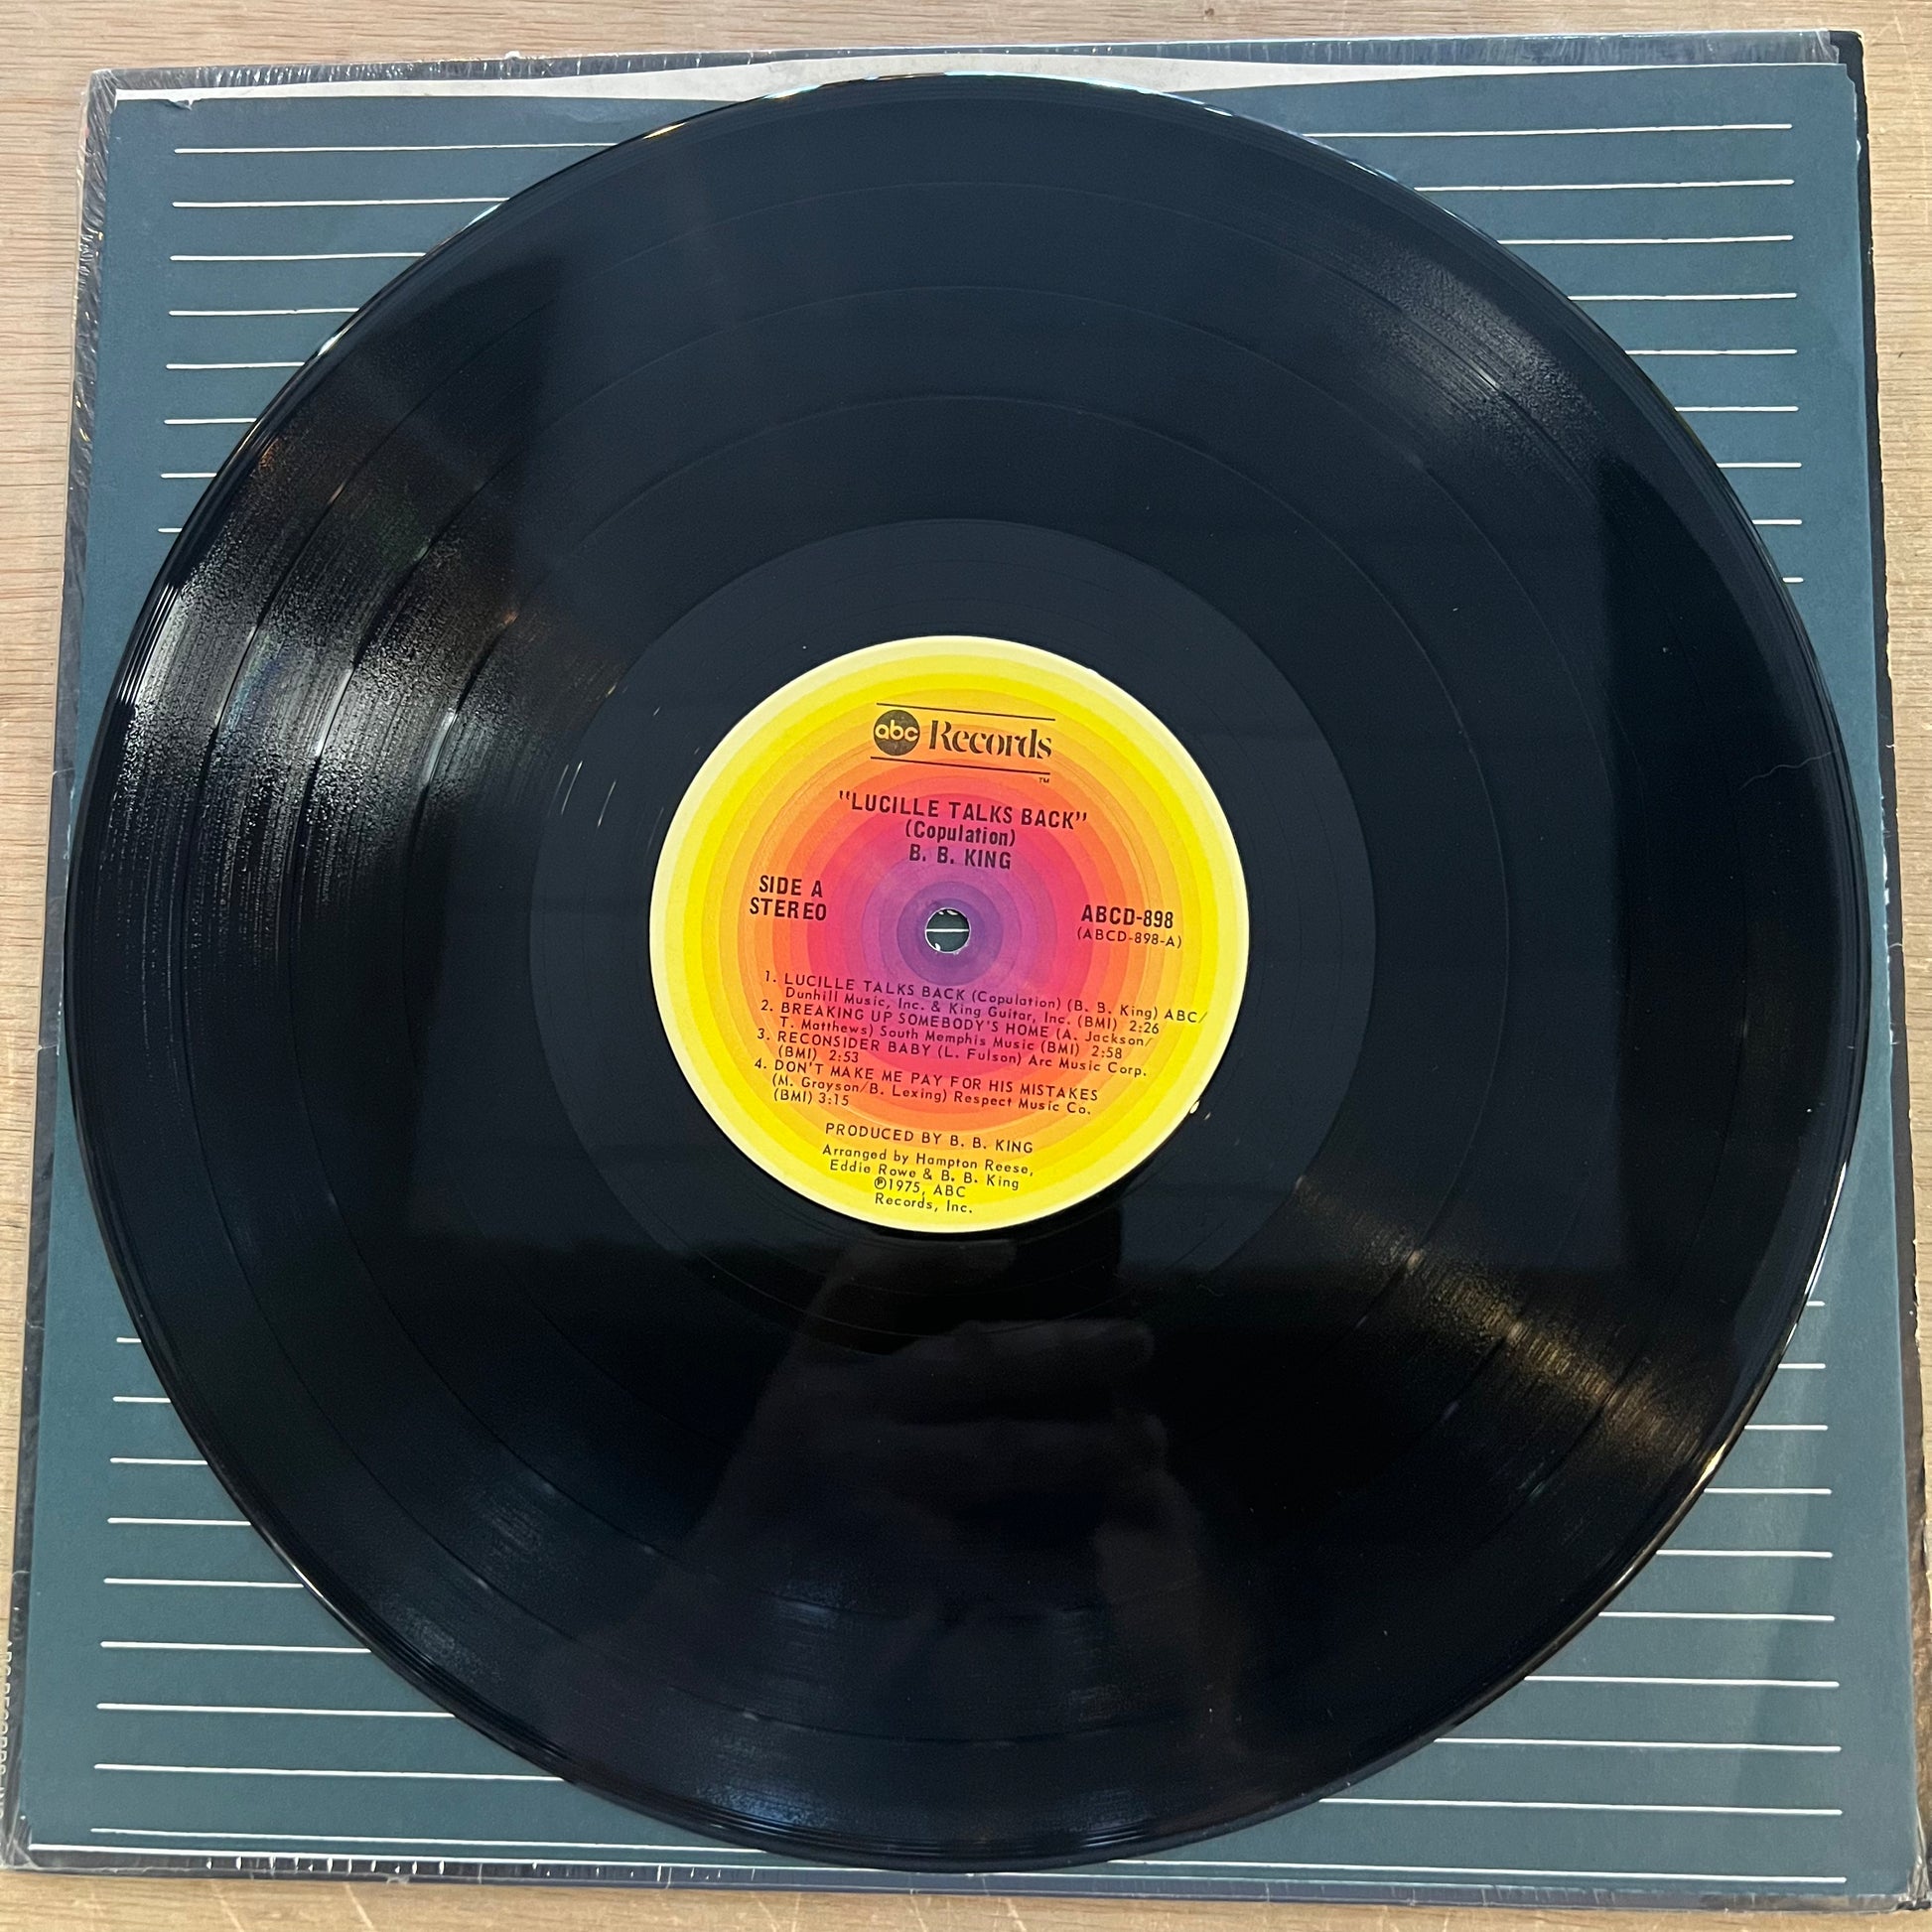 abc Records
TM
"LUCILLE TALKS BACK"
(Copulation)
B. B. KING
SIDE A
STEREO
ABCD-898
(ABCD-898-A)
1. LUCILLE TALKS BACK (Copulation) (B. B. King) ABC/
Dunhill Music, Inc. & King Guitar, Inc. (BMI) 2:26
2. BREAKING UP SOMEBODY'S HOME (A. Jackson/
T. Matthews) South Memphis Music (BMI) 2:58
3. RECONSIDER BABY (L. Fulson) Arc Music Corp.
(BMI) 2:53
4. DON'T MAKE ME PAY FOR HIS MISTAKES
(M. Grayson/B. Lexing) Respect Music Co.
(BMI) 3:15
PRODUCED BY B. B. KING
Arranged by Hampton Reese,
Eddie Rowe & B. B. King
℗1975, ABC
Records, Inc.